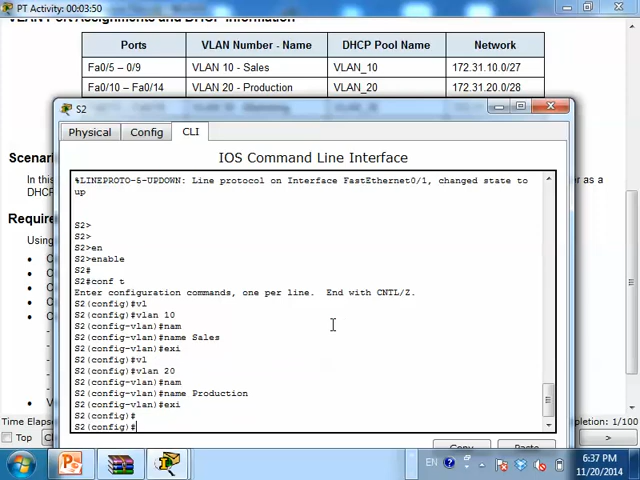 PT Activity: 00:03:50
VLAN Port Assignments and DHCP Information
Ports VLAN Number - Name DHCP Pool Name Network
Fa0/5 – 0/9 VLAN 10 - Sales VLAN_10 172.31.10.0/27
Fa0/10 – Fa0/14 VLAN 20 - Production VLAN_20 172.31.20.0/28
S2
Physical Config CLI
IOS Command Line Interface
%LINEPROTO-5-UPDOWN: Line protocol on Interface FastEthernet0/1, changed state to
up
S2>
S2>
S2>en
S2>enable
S2#
S2#conf t
Enter configuration commands, one per line. End with CNTL/Z.
S2(config)#vl
S2(config)#vlan 10
S2(config-vlan)#nam
S2(config-vlan)#name Sales
S2(config-vlan)#exi
S2(config)#vl
S2(config)#vlan 20
S2(config-vlan)#nam
S2(config-vlan)#name Production
S2(config-vlan)#exi
S2(config)#
S2(config)#
Copy Paste
Scenari
In this
er as a
DHCP
Require
Using
Time Elaps
pletion: 1/100
Top
>
EN
6:37 PM
11/20/2014